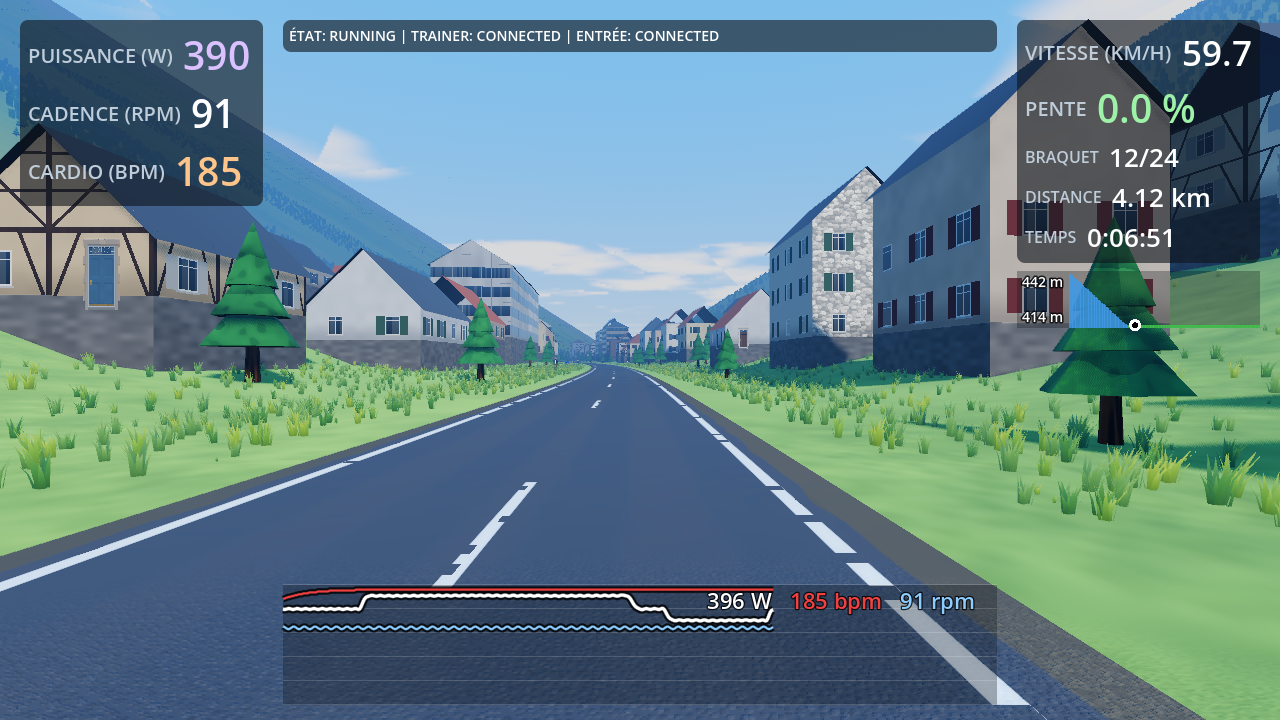 PUISSANCE (W) 390
CADENCE (RPM) 91
CARDIO (BPM) 185
ÉTAT: RUNNING | TRAINER: CONNECTED | ENTRÉE: CONNECTED
VITESSE (KM/H) 59.7
PENTE 0.0 %
BRAQUET 12/24
DISTANCE 4.12 km
TEMPS 0:06:51
442 m
414 m
396 W 185 bpm 91 rpm